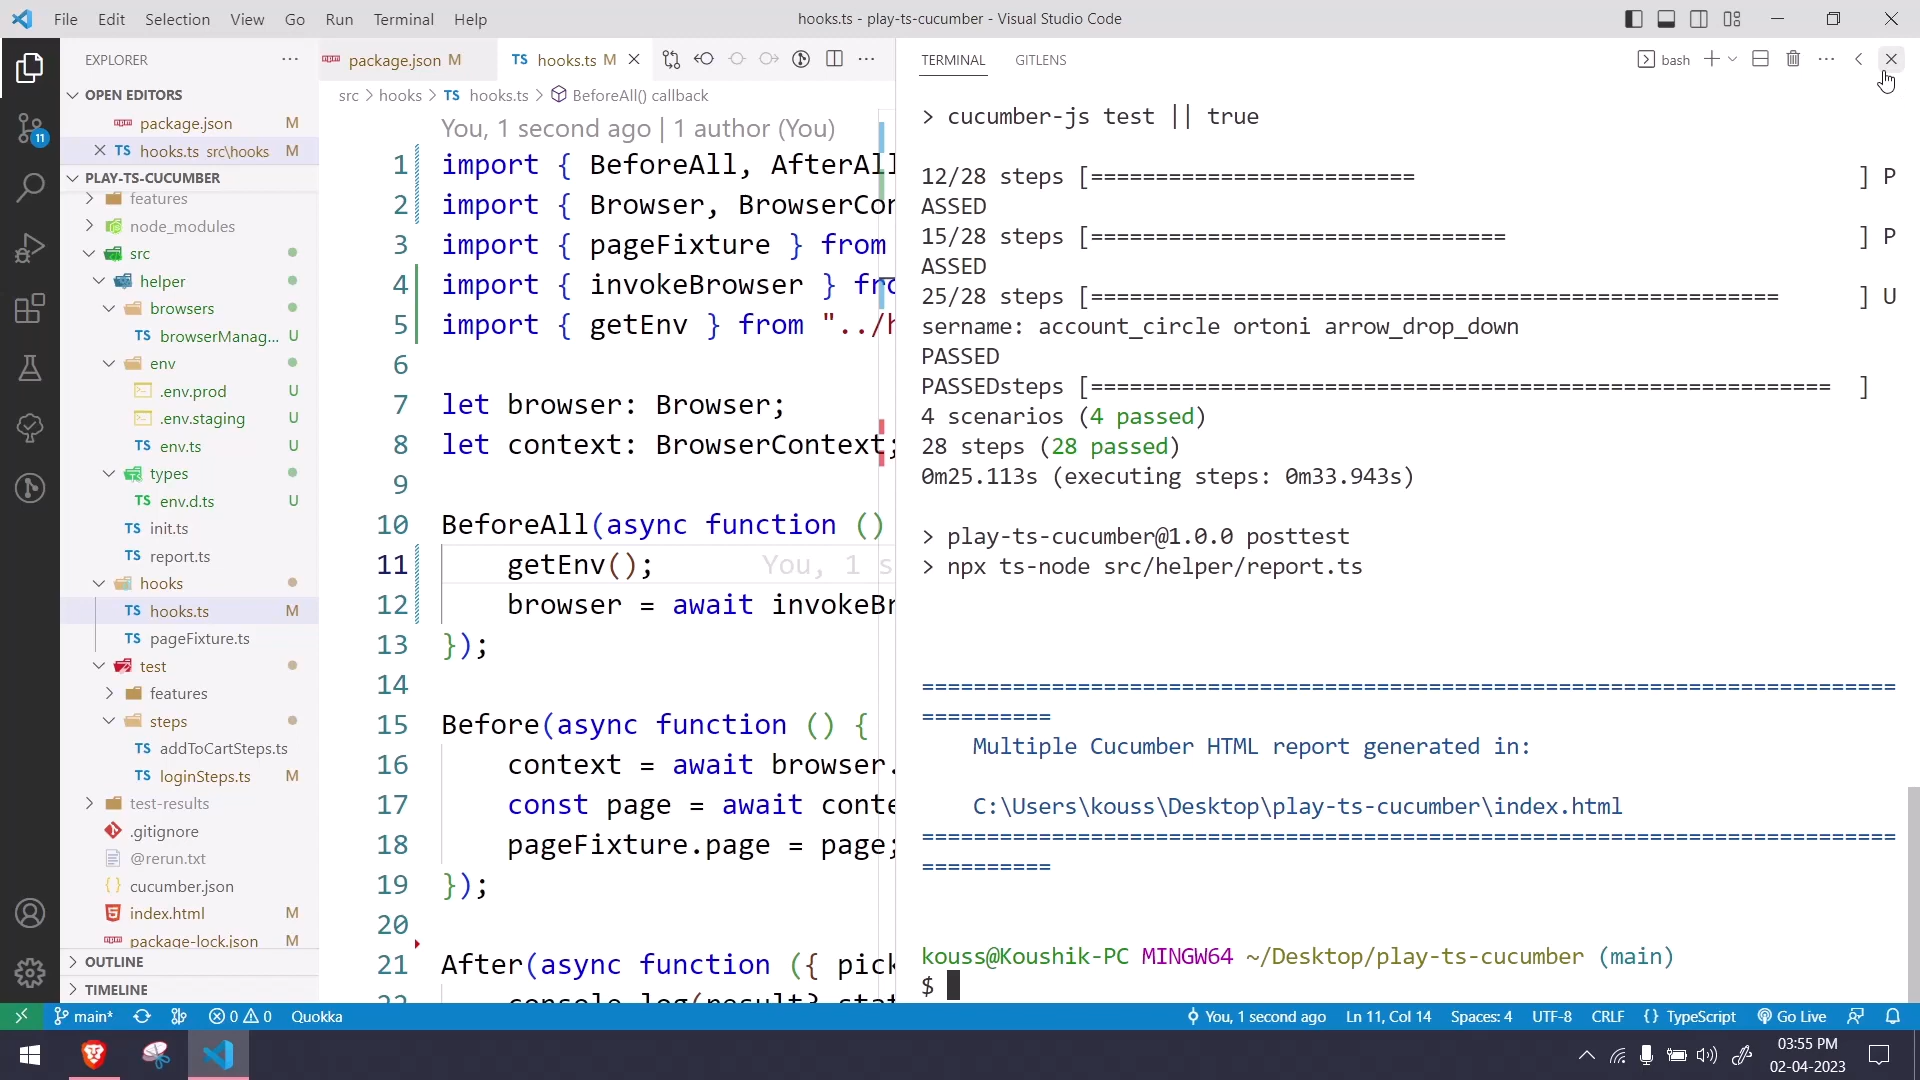 File Edit Selection View Go Run Terminal Help
hooks.ts - play-ts-cucumber - Visual Studio Code
EXPLORER
OPEN EDITORS
package.json M
TS hooks.ts src\hooks M
PLAY-TS-CUCUMBER
features
node_modules
src
helper
browsers
TS browserManag... U
env
.env.prod U
.env.staging U
TS env.ts U
types
TS env.d.ts U
TS init.ts
TS report.ts
hooks
TS hooks.ts M
TS pageFixture.ts
test
features
steps
TS addToCartSteps.ts
TS loginSteps.ts M
test-results
.gitignore
@rerun.txt
cucumber.json
index.html M
package-lock.json M
OUTLINE
TIMELINE
11
package.json M
TS hooks.ts M
src > hooks > TS hooks.ts > BeforeAll() callback
You, 1 second ago | 1 author (You)
1 import { BeforeAll, AfterAll
2 import { Browser, BrowserCon
3 import { pageFixture } from
4 import { invokeBrowser } fro
5 import { getEnv } from "../h
6
7 let browser: Browser;
8 let context: BrowserContext;
9
10 BeforeAll(async function ()
11 getEnv(); You, 1 s
12 browser = await invokeBr
13 });
14
15 Before(async function () {
16 context = await browser.
17 const page = await conte
18 pageFixture.page = page;
19 });
20
21 After(async function ({ pick
TERMINAL GITLENS
bash
> cucumber-js test || true
12/28 steps [========================= ] P
ASSED
15/28 steps [================================ ] P
ASSED
25/28 steps [===================================================== ] U
sername: account_circle ortoni arrow_drop_down
PASSED
PASSEDsteps [========================================================= ]
4 scenarios (4 passed)
28 steps (28 passed)
0m25.113s (executing steps: 0m33.943s)
> play-ts-cucumber@1.0.0 posttest
> npx ts-node src/helper/report.ts
===========================================================================
==========
Multiple Cucumber HTML report generated in:
C:\Users\kouss\Desktop\play-ts-cucumber\index.html
===========================================================================
==========
kouss@Koushik-PC MINGW64 ~/Desktop/play-ts-cucumber (main)
$
main* 0 0 Quokka
You, 1 second ago Ln 11, Col 14 Spaces: 4 UTF-8 CRLF {} TypeScript Go Live
03:55 PM
02-04-2023